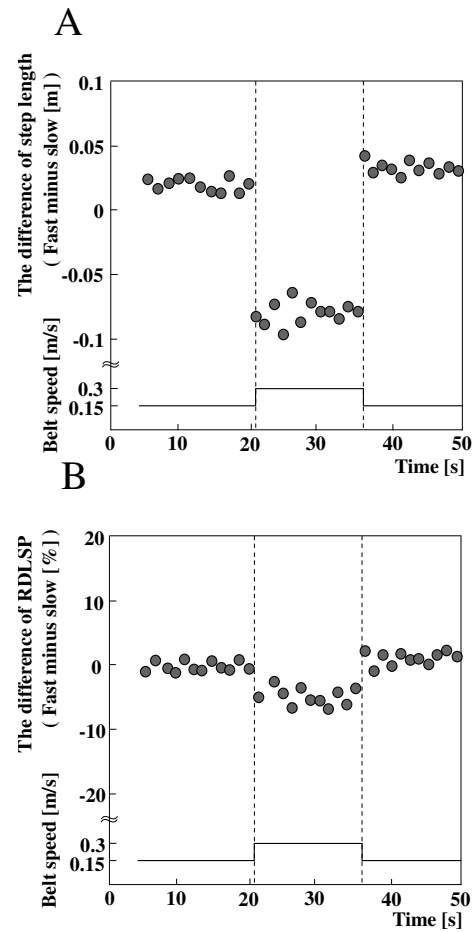 A
The difference of step length
( Fast minus slow [m] )
0.1
0.05
0
-0.05
-0.1
Belt speed [m/s]
0.3
0.15
0 10 20 30 40 50
Time [s]
B
The difference of RDLSP
( Fast minus slow [%] )
20
10
0
-10
-20
Belt speed [m/s]
0.3
0.15
0 10 20 30 40 50
Time [s]